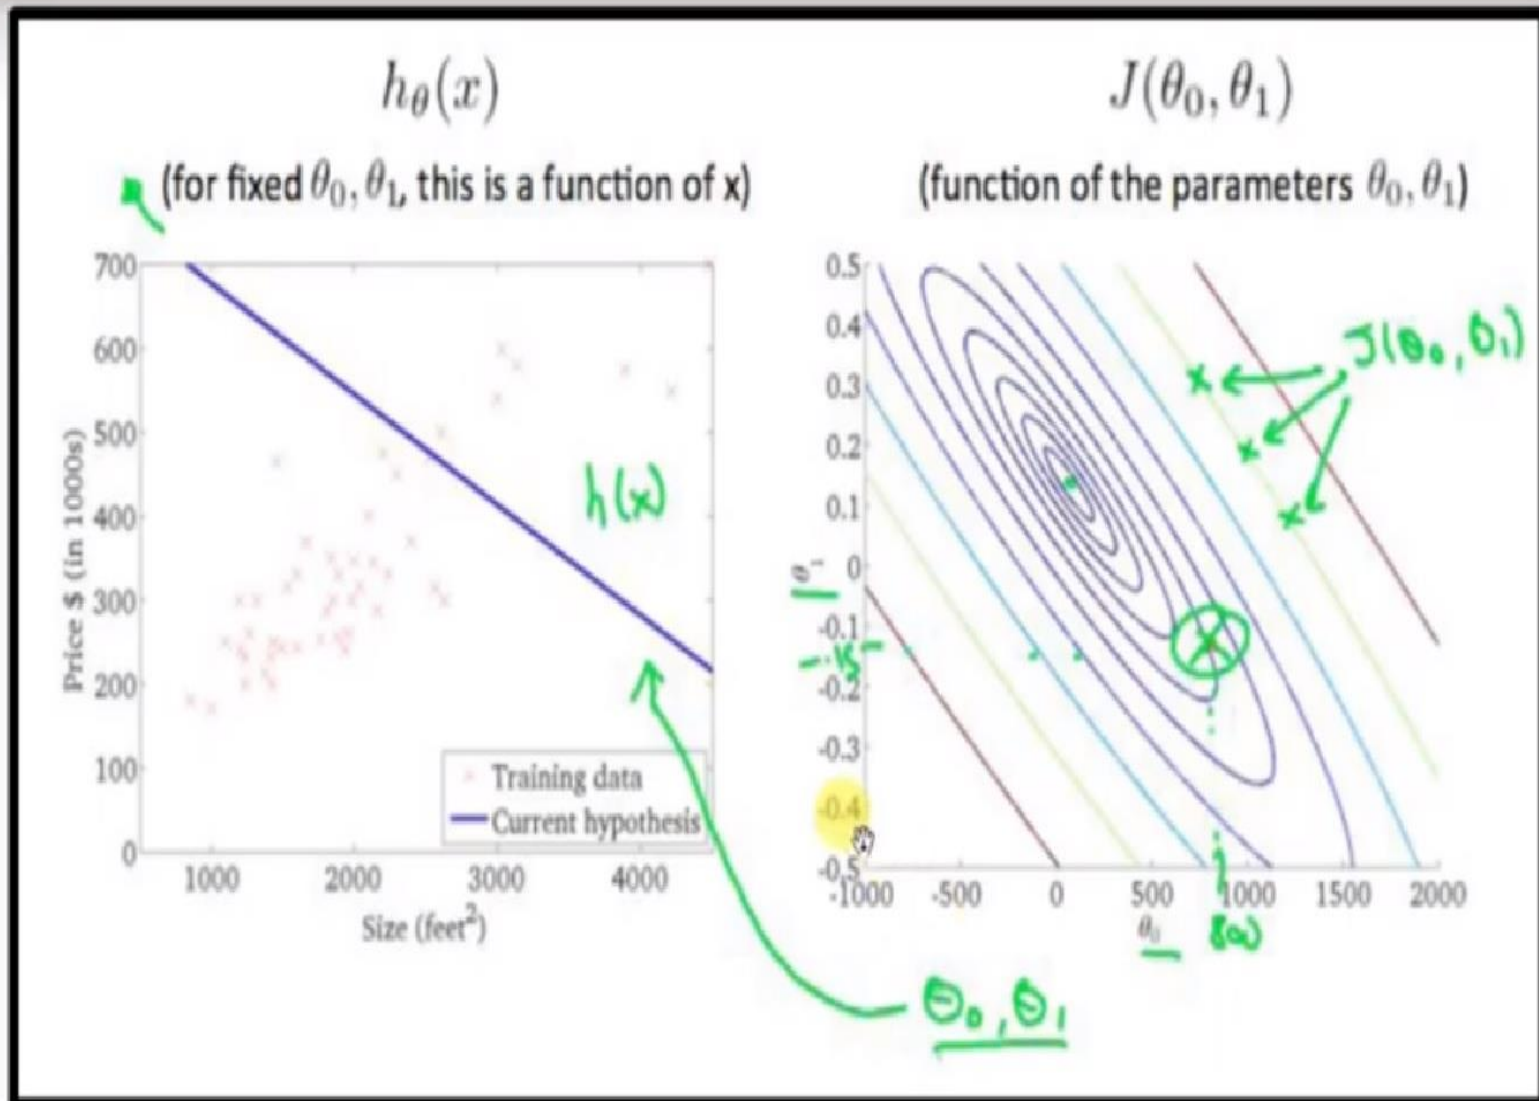 hθ(x)
(for fixed θ0, θ1, this is a function of x)
700
600
500
400
300
200
100
0
Price $ (in 1000s)
h(x)
Training data
Current hypothesis
1000 2000 3000 4000
Size (feet²)
J(θ0, θ1)
(function of the parameters θ0, θ1)
0.5
0.4
0.3
0.2
0.1
0
-0.1
-0.2
-0.3
-0.4
-0.5
θ1
J(θ0, θ1)
-.15
-1000 -500 0 500 1000 1500 2000
θ0 800
θ0, θ1